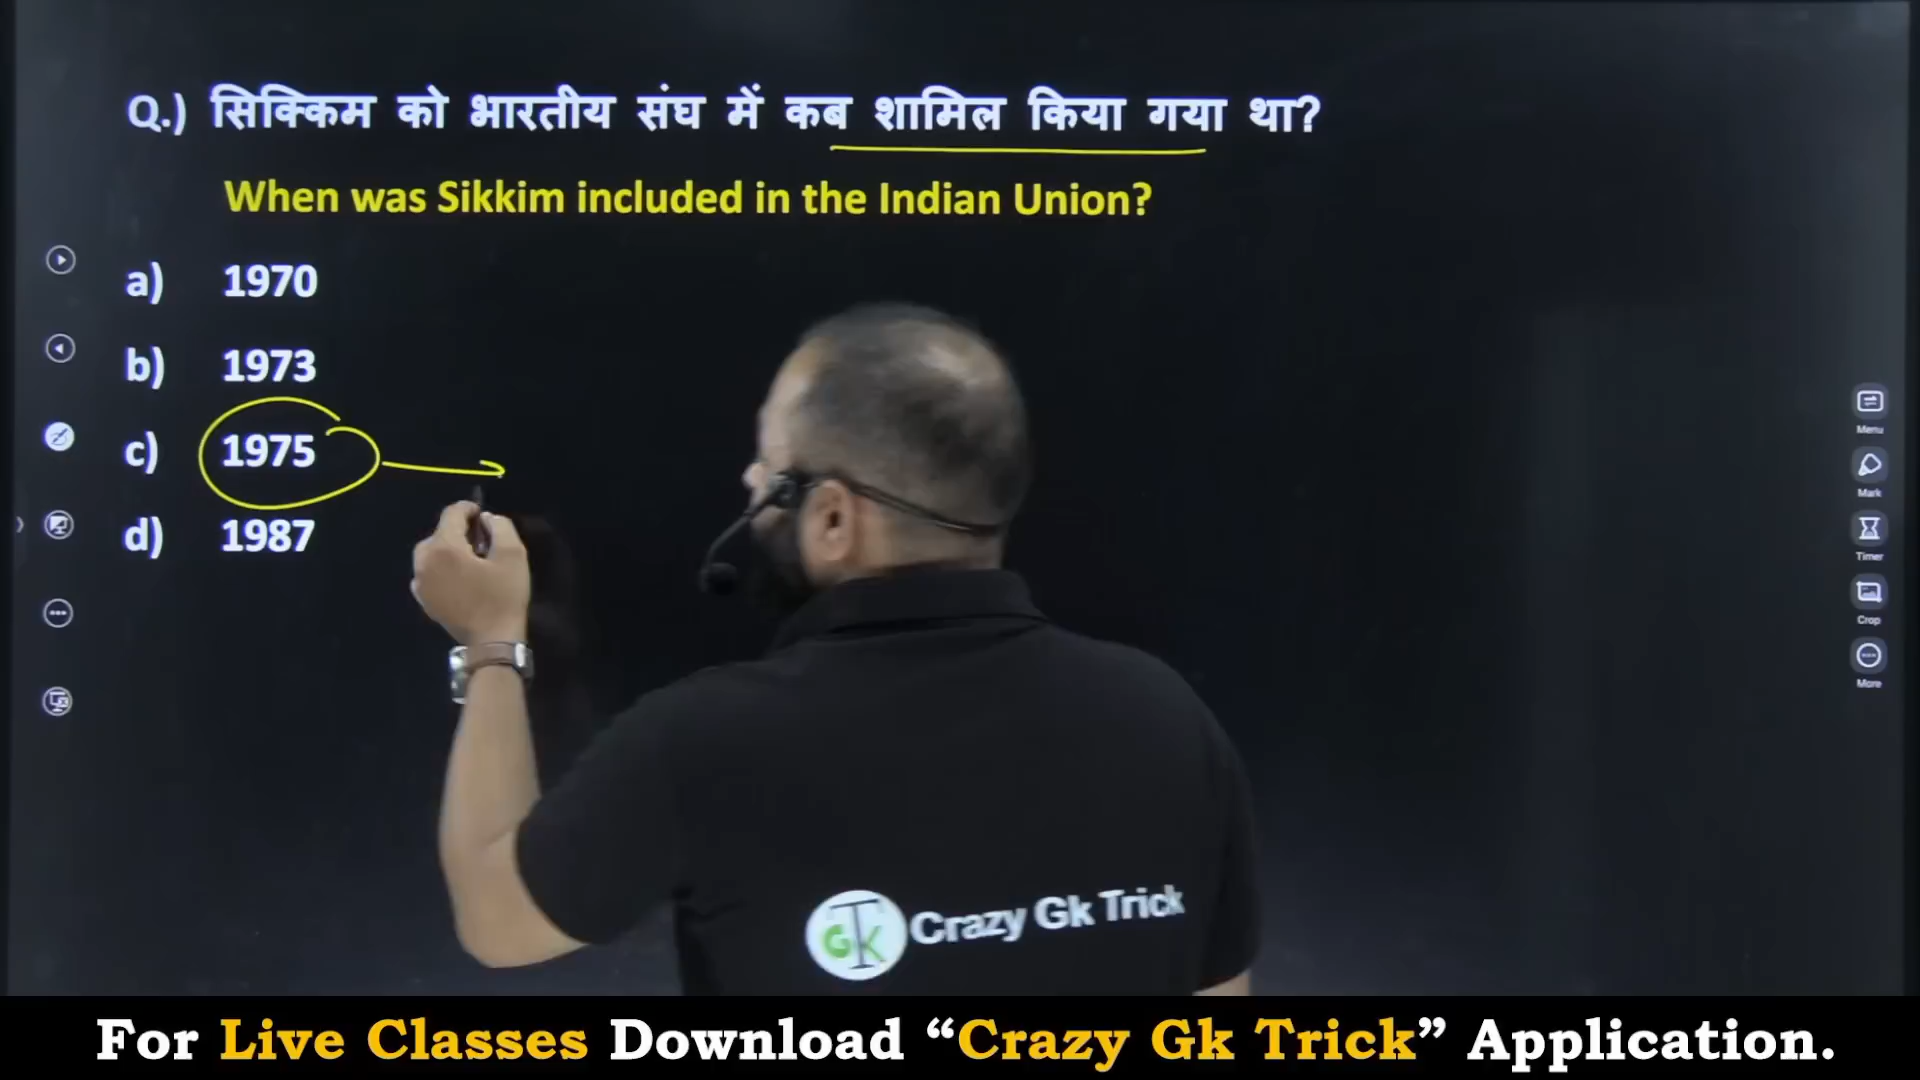 Q.) सिक्किम को भारतीय संघ में कब शामिल किया गया था?
When was Sikkim included in the Indian Union?
a) 1970
b) 1973
c) 1975
d) 1987
Menu
Mark
Timer
Crop
More
GK Crazy Gk Trick
For Live Classes Download “Crazy Gk Trick” Application.